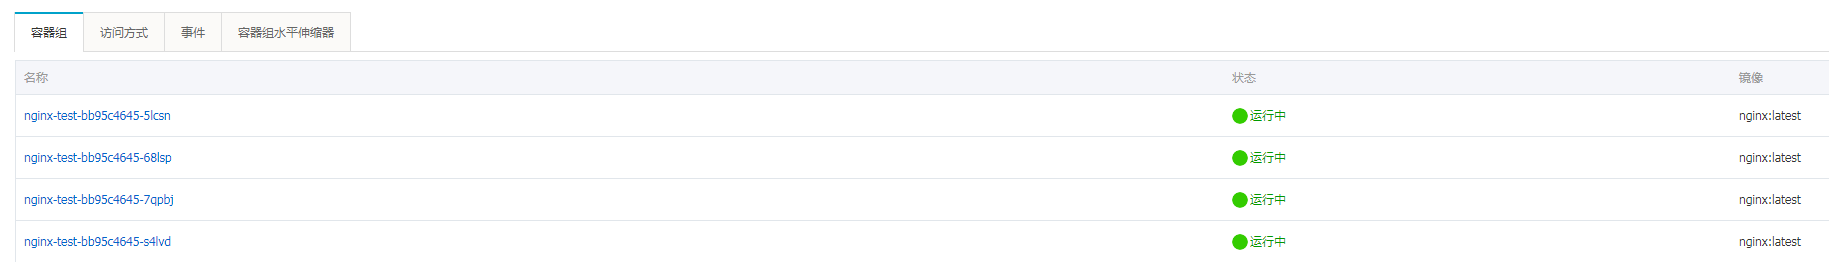 容器组 访问方式 事件 容器组水平伸缩器
名称 状态 镜像
nginx-test-bb95c4645-5lcsn 运行中 nginx:latest
nginx-test-bb95c4645-68lsp 运行中 nginx:latest
nginx-test-bb95c4645-7qpbj 运行中 nginx:latest
nginx-test-bb95c4645-s4lvd 运行中 nginx:latest